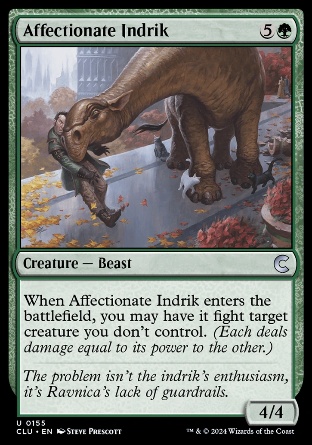 Affectionate Indrik 5
Creature — Beast
When Affectionate Indrik enters the
battlefield, you may have it fight target
creature you don't control. (Each deals
damage equal to its power to the other.)
The problem isn't the indrik's enthusiasm,
it's Ravnica's lack of guardrails.
4/4
U 0155
CLU • EN Steve Prescott
™ & © 2024 Wizards of the Coast